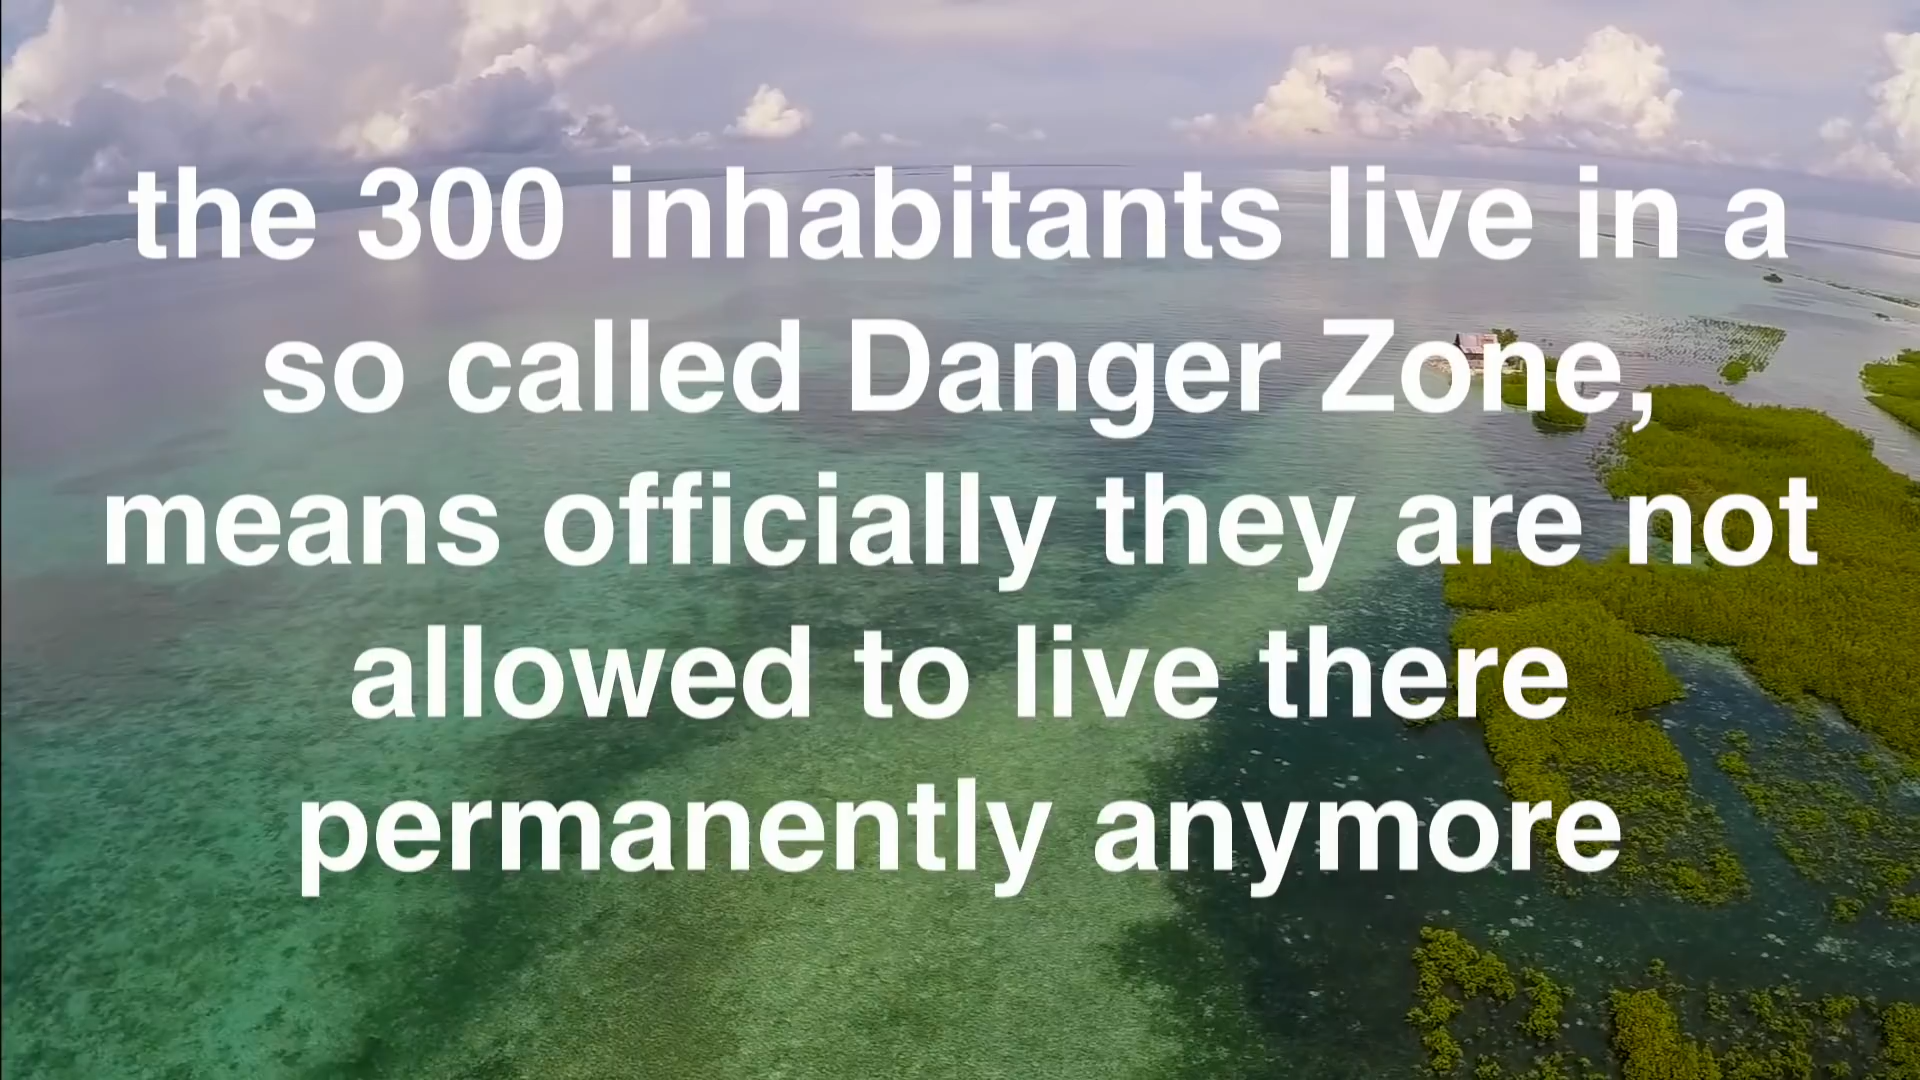 the 300 inhabitants live in a
so called Danger Zone,
means officially they are not
allowed to live there
permanently anymore